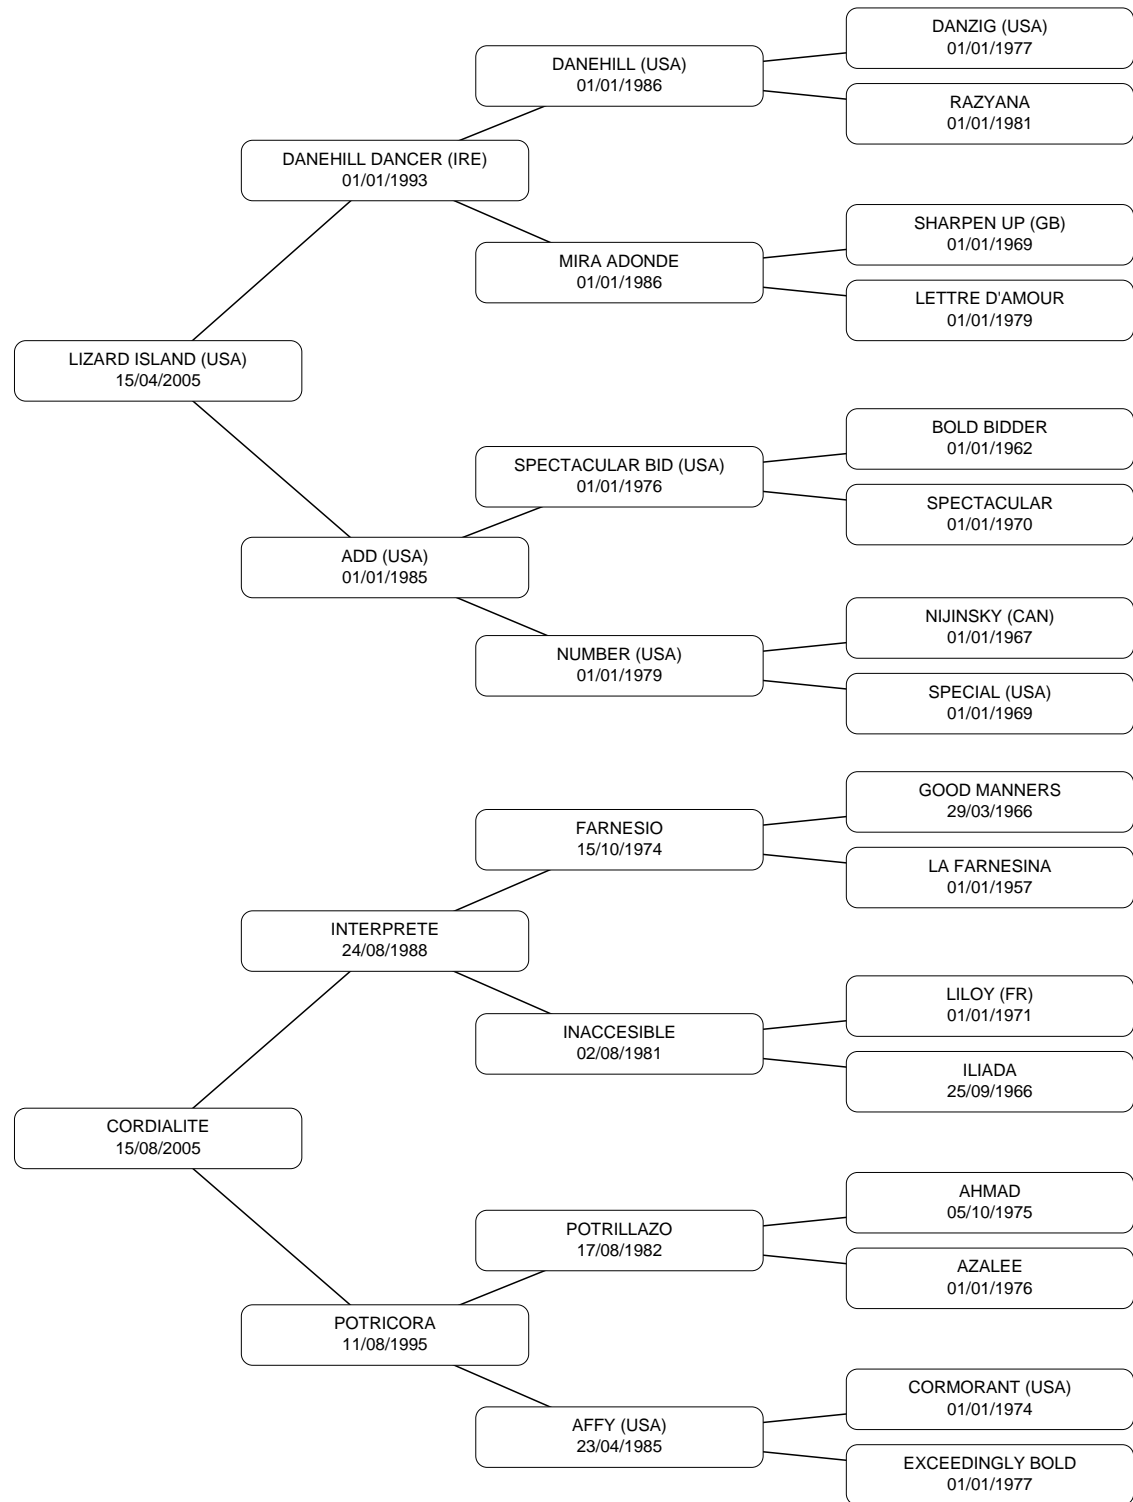 DANZIG (USA)
01/01/1977
DANEHILL (USA)
01/01/1986
RAZYANA
01/01/1981
DANEHILL DANCER (IRE)
01/01/1993
SHARPEN UP (GB)
01/01/1969
MIRA ADONDE
01/01/1986
LETTRE D'AMOUR
01/01/1979
LIZARD ISLAND (USA)
15/04/2005
BOLD BIDDER
01/01/1962
SPECTACULAR BID (USA)
01/01/1976
SPECTACULAR
01/01/1970
ADD (USA)
01/01/1985
NIJINSKY (CAN)
01/01/1967
NUMBER (USA)
01/01/1979
SPECIAL (USA)
01/01/1969
GOOD MANNERS
29/03/1966
FARNESIO
15/10/1974
LA FARNESINA
01/01/1957
INTERPRETE
24/08/1988
LILOY (FR)
01/01/1971
INACCESIBLE
02/08/1981
ILIADA
25/09/1966
CORDIALITE
15/08/2005
AHMAD
05/10/1975
POTRILLAZO
17/08/1982
AZALEE
01/01/1976
POTRICORA
11/08/1995
CORMORANT (USA)
01/01/1974
AFFY (USA)
23/04/1985
EXCEEDINGLY BOLD
01/01/1977